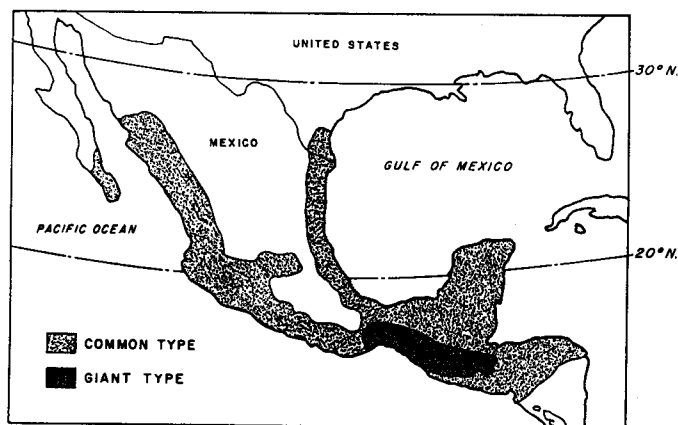 UNITED STATES
30° N.
MEXICO
GULF OF MEXICO
PACIFIC OCEAN
20° N.
COMMON TYPE
GIANT TYPE